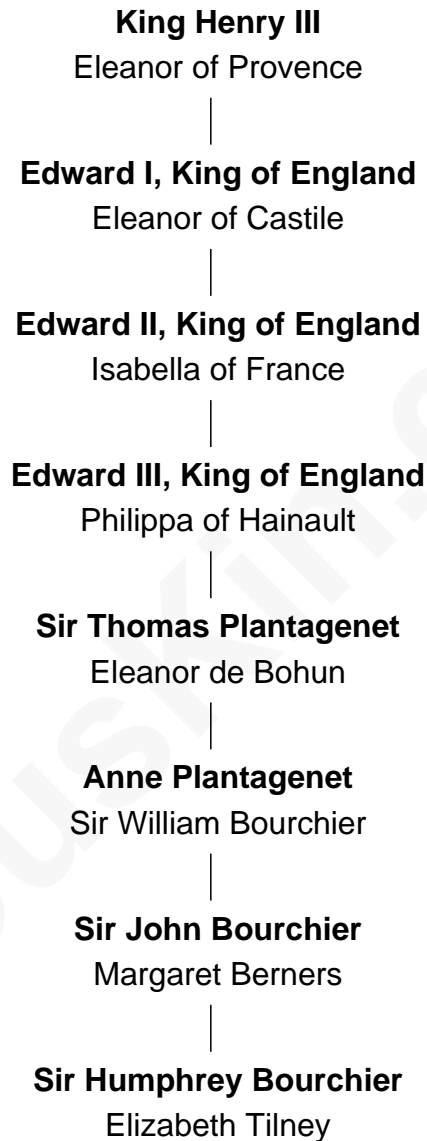 King Henry III
Eleanor of Provence
Edward I, King of England
Eleanor of Castile
Edward II, King of England
Isabella of France
Edward III, King of England
Philippa of Hainault
Sir Thomas Plantagenet
Eleanor de Bohun
Anne Plantagenet
Sir William Bourchier
Sir John Bourchier
Margaret Berners
Sir Humphrey Bourchier
Elizabeth Tilney